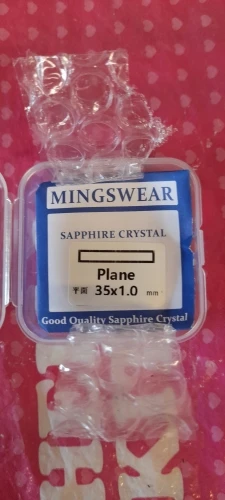 MINGSWEAR
SAPPHIRE CRYSTAL
Plane
平面 35x1.0 mm
Good Quality Sapphire Crystal